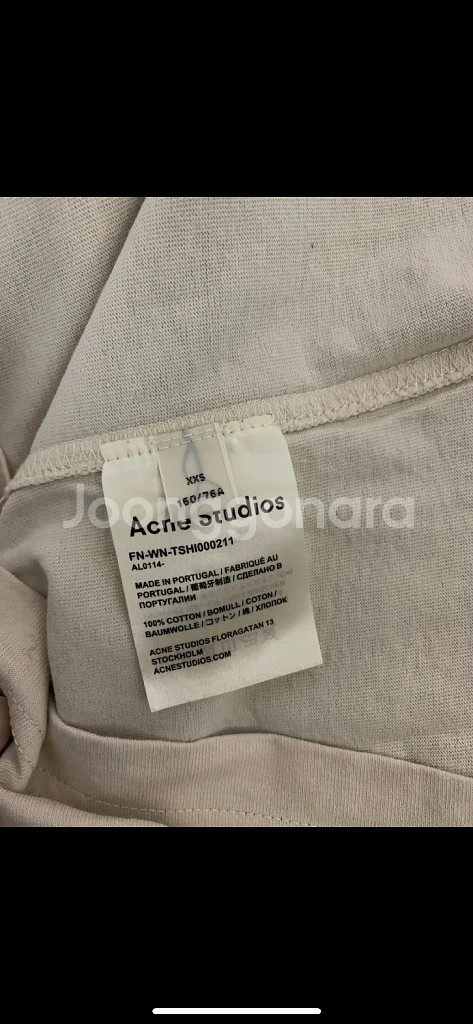 XXS
160/76A
Joonggonara
Acne Studios
FN-WN-TSHI000211
AL0114-
MADE IN PORTUGAL / FABRIQUÉ AU
PORTUGAL / 葡萄牙制造 / СДЕЛАНО В
ПОРТУГАЛИИ
100% COTTON / BOMULL / COTON /
BAUMWOLLE / コットン / 棉 / ХЛОПОК
ACNE STUDIOS FLORAGATAN 13
STOCKHOLM
ACNESTUDIOS.COM